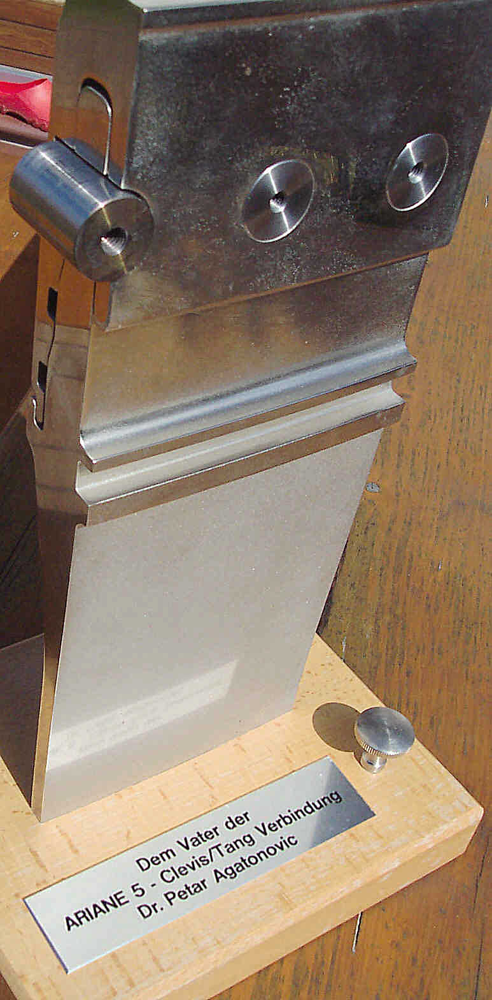 Dem Vater der
ARIANE 5 - Clevis/Tang Verbindung
Dr. Petar Agatonovic